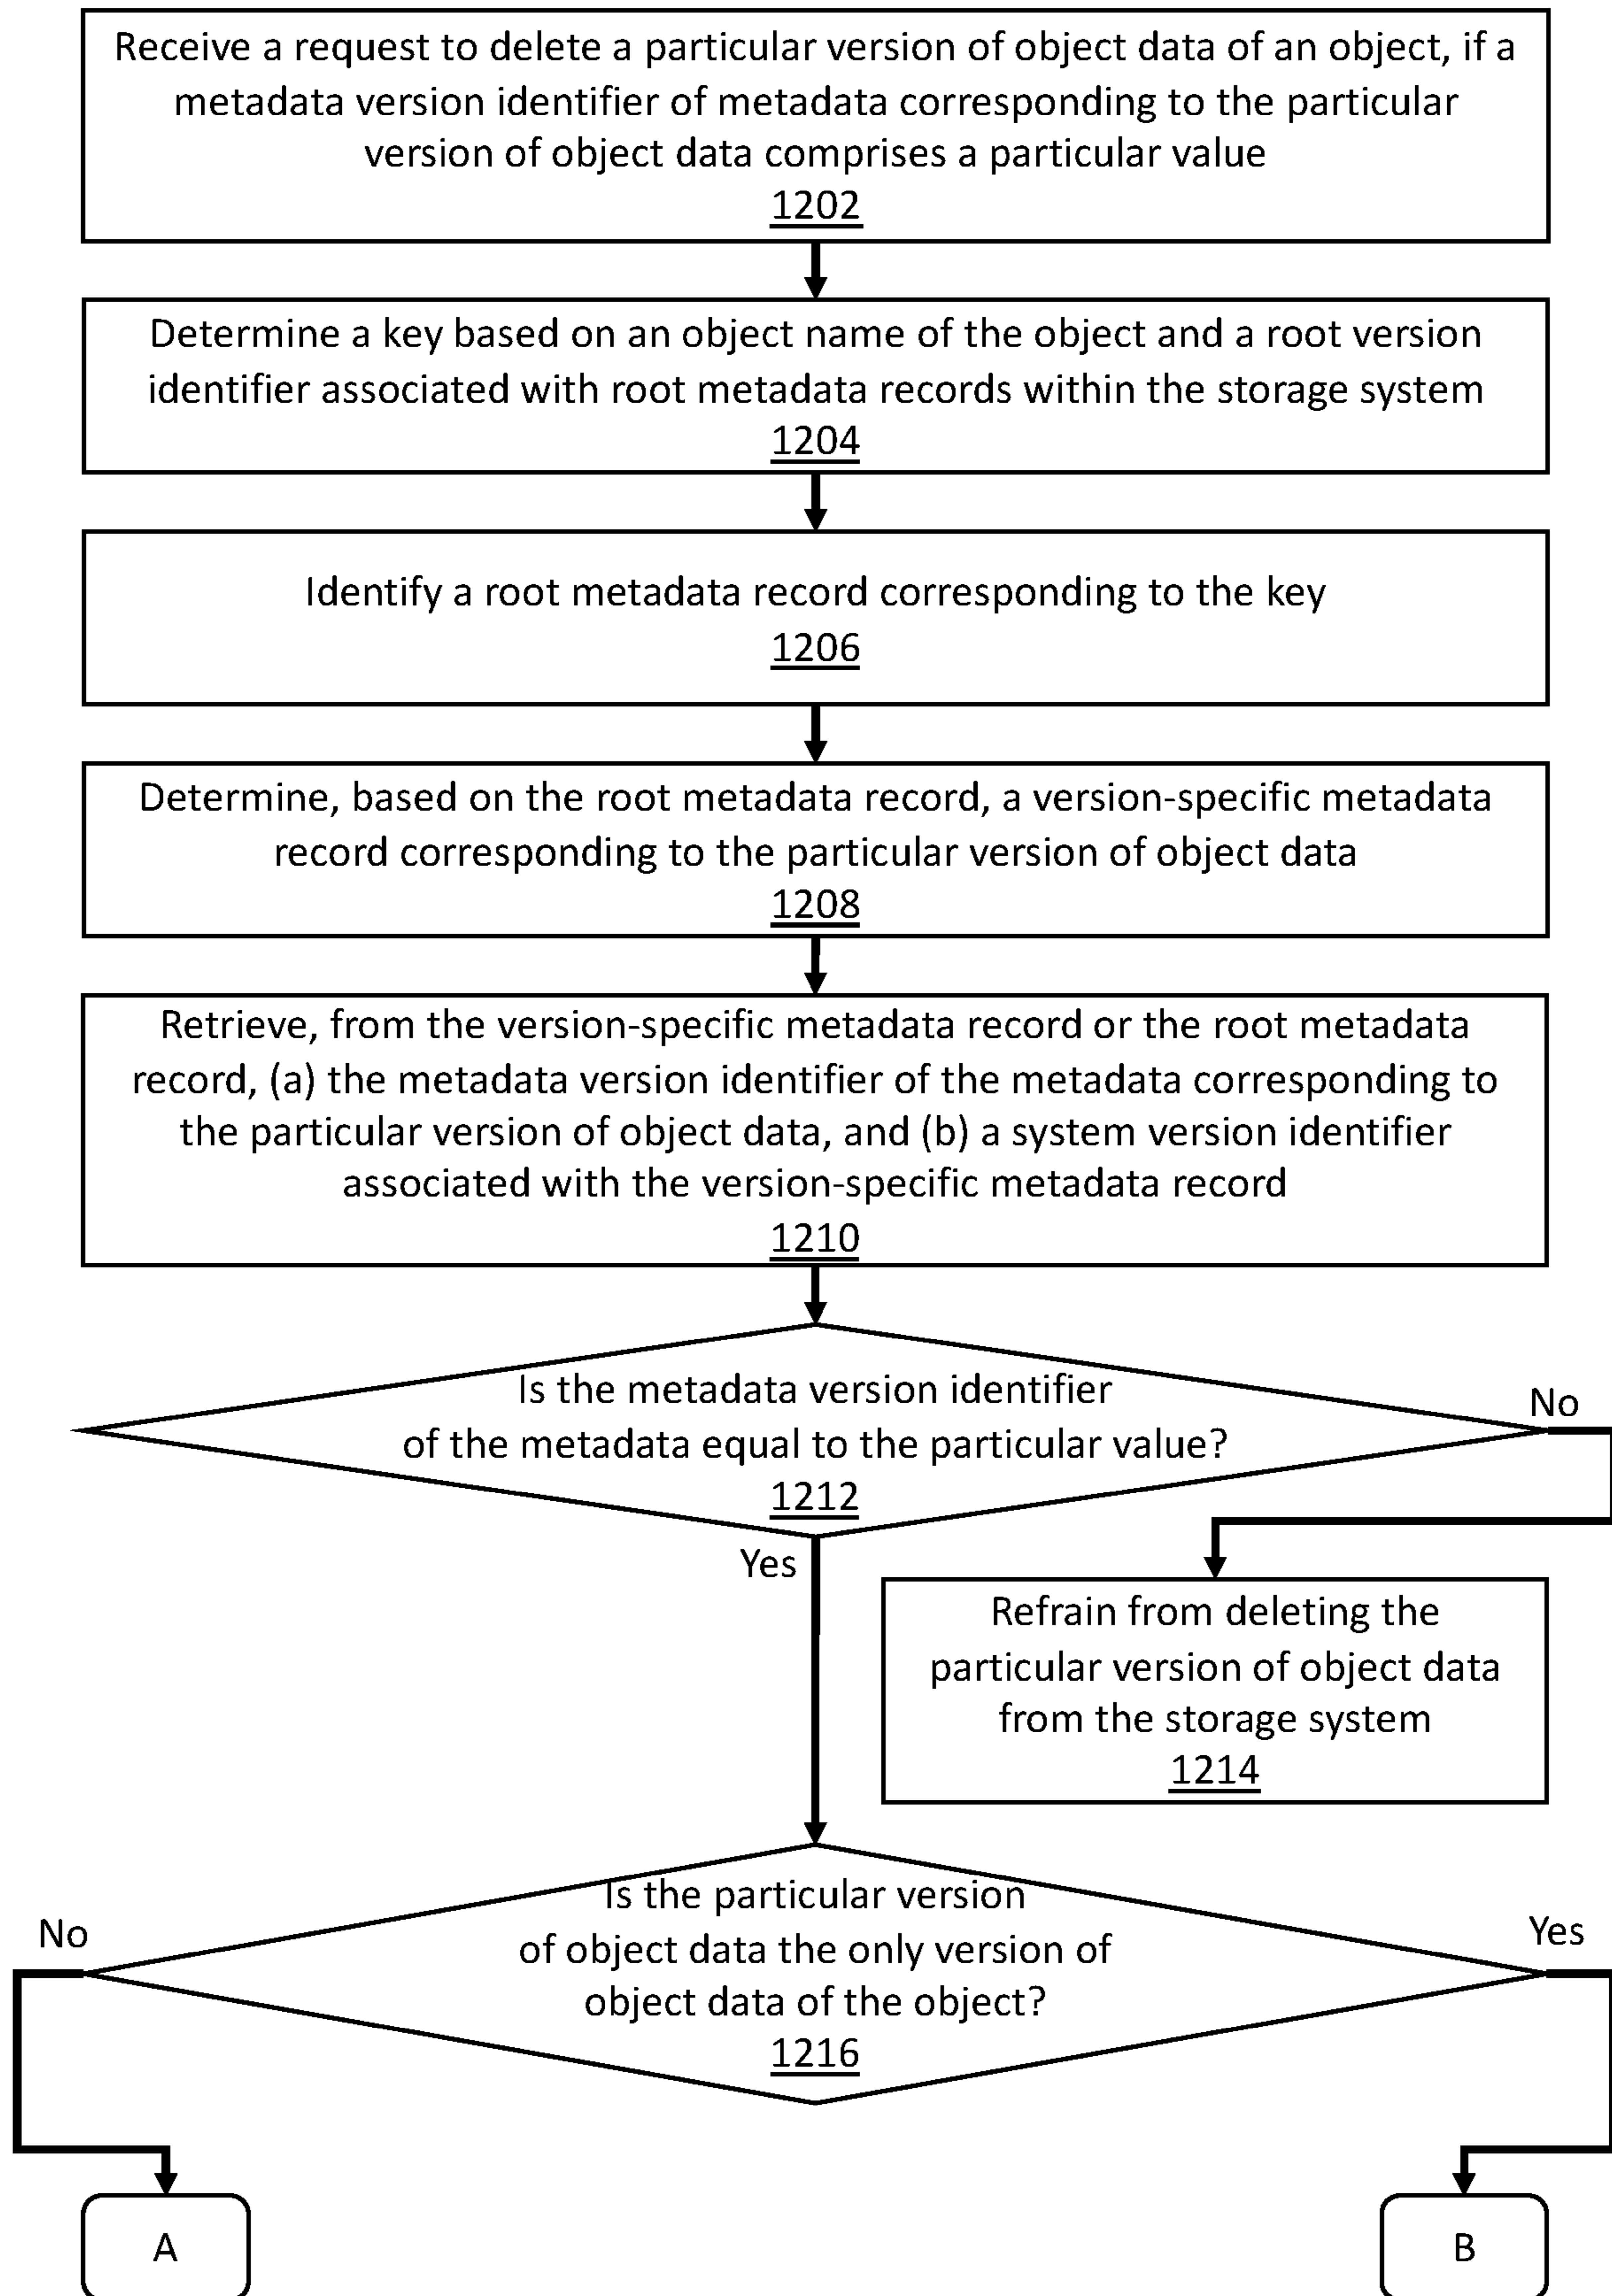 Receive a request to delete a particular version of object data of an object, if a
metadata version identifier of metadata corresponding to the particular
version of object data comprises a particular value
1202
Determine a key based on an object name of the object and a root version
identifier associated with root metadata records within the storage system
1204
Identify a root metadata record corresponding to the key
1206
Determine, based on the root metadata record, a version-specific metadata
record corresponding to the particular version of object data
1208
Retrieve, from the version-specific metadata record or the root metadata
record, (a) the metadata version identifier of the metadata corresponding to
the particular version of object data, and (b) a system version identifier
associated with the version-specific metadata record
1210
Is the metadata version identifier
of the metadata equal to the particular value?
1212
No
Yes
Refrain from deleting the
particular version of object data
from the storage system
1214
Is the particular version
of object data the only version of
object data of the object?
1216
No
Yes
A
B